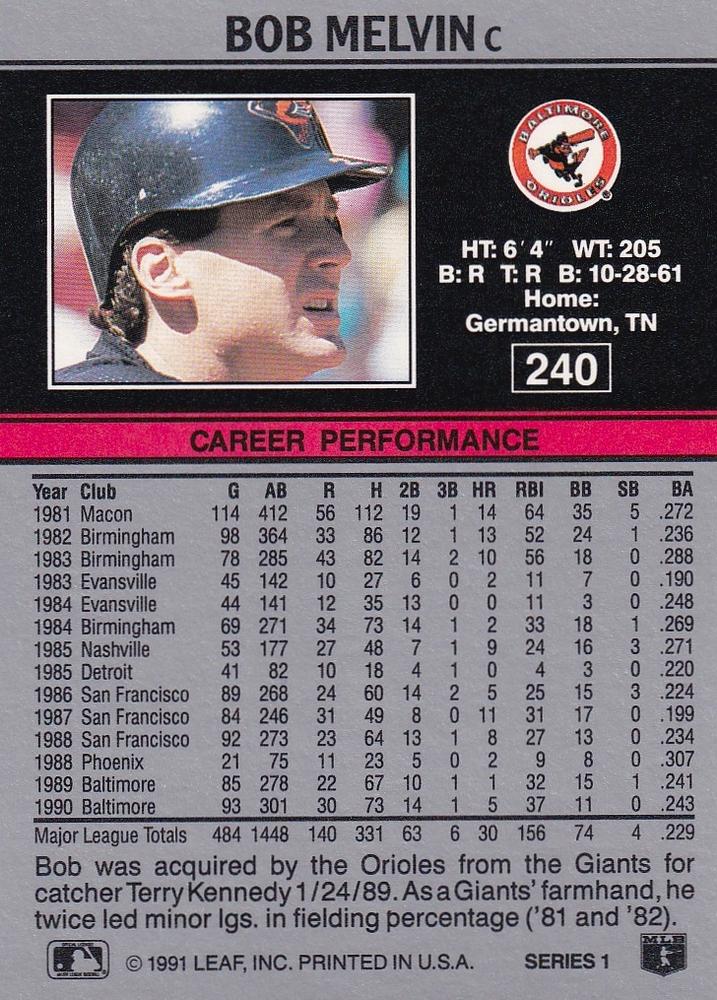 BOB MELVIN C
BALTIMORE
ORIOLES
HT: 6' 4" WT: 205
B: R T: R B: 10-28-61
Home:
Germantown, TN
240
CAREER PERFORMANCE
Year Club G AB R H 2B 3B HR RBI BB SB BA
1981 Macon 114 412 56 112 19 1 14 64 35 5 .272
1982 Birmingham 98 364 33 86 12 1 13 52 24 1 .236
1983 Birmingham 78 285 43 82 14 2 10 56 18 0 .288
1983 Evansville 45 142 10 27 6 0 2 11 7 0 .190
1984 Evansville 44 141 12 35 13 0 0 11 3 0 .248
1984 Birmingham 69 271 34 73 14 1 2 33 18 1 .269
1985 Nashville 53 177 27 48 7 1 9 24 16 3 .271
1985 Detroit 41 82 10 18 4 1 0 4 3 0 .220
1986 San Francisco 89 268 24 60 14 2 5 25 15 3 .224
1987 San Francisco 84 246 31 49 8 0 11 31 17 0 .199
1988 San Francisco 92 273 23 64 13 1 8 27 13 0 .234
1988 Phoenix 21 75 11 23 5 0 2 9 8 0 .307
1989 Baltimore 85 278 22 67 10 1 1 32 15 1 .241
1990 Baltimore 93 301 30 73 14 1 5 37 11 0 .243
Major League Totals 484 1448 140 331 63 6 30 156 74 4 .229
Bob was acquired by the Orioles from the Giants for
catcher Terry Kennedy 1/24/89. As a Giants' farmhand, he
twice led minor lgs. in fielding percentage ('81 and '82).
© 1991 LEAF, INC. PRINTED IN U.S.A. SERIES 1
MLB